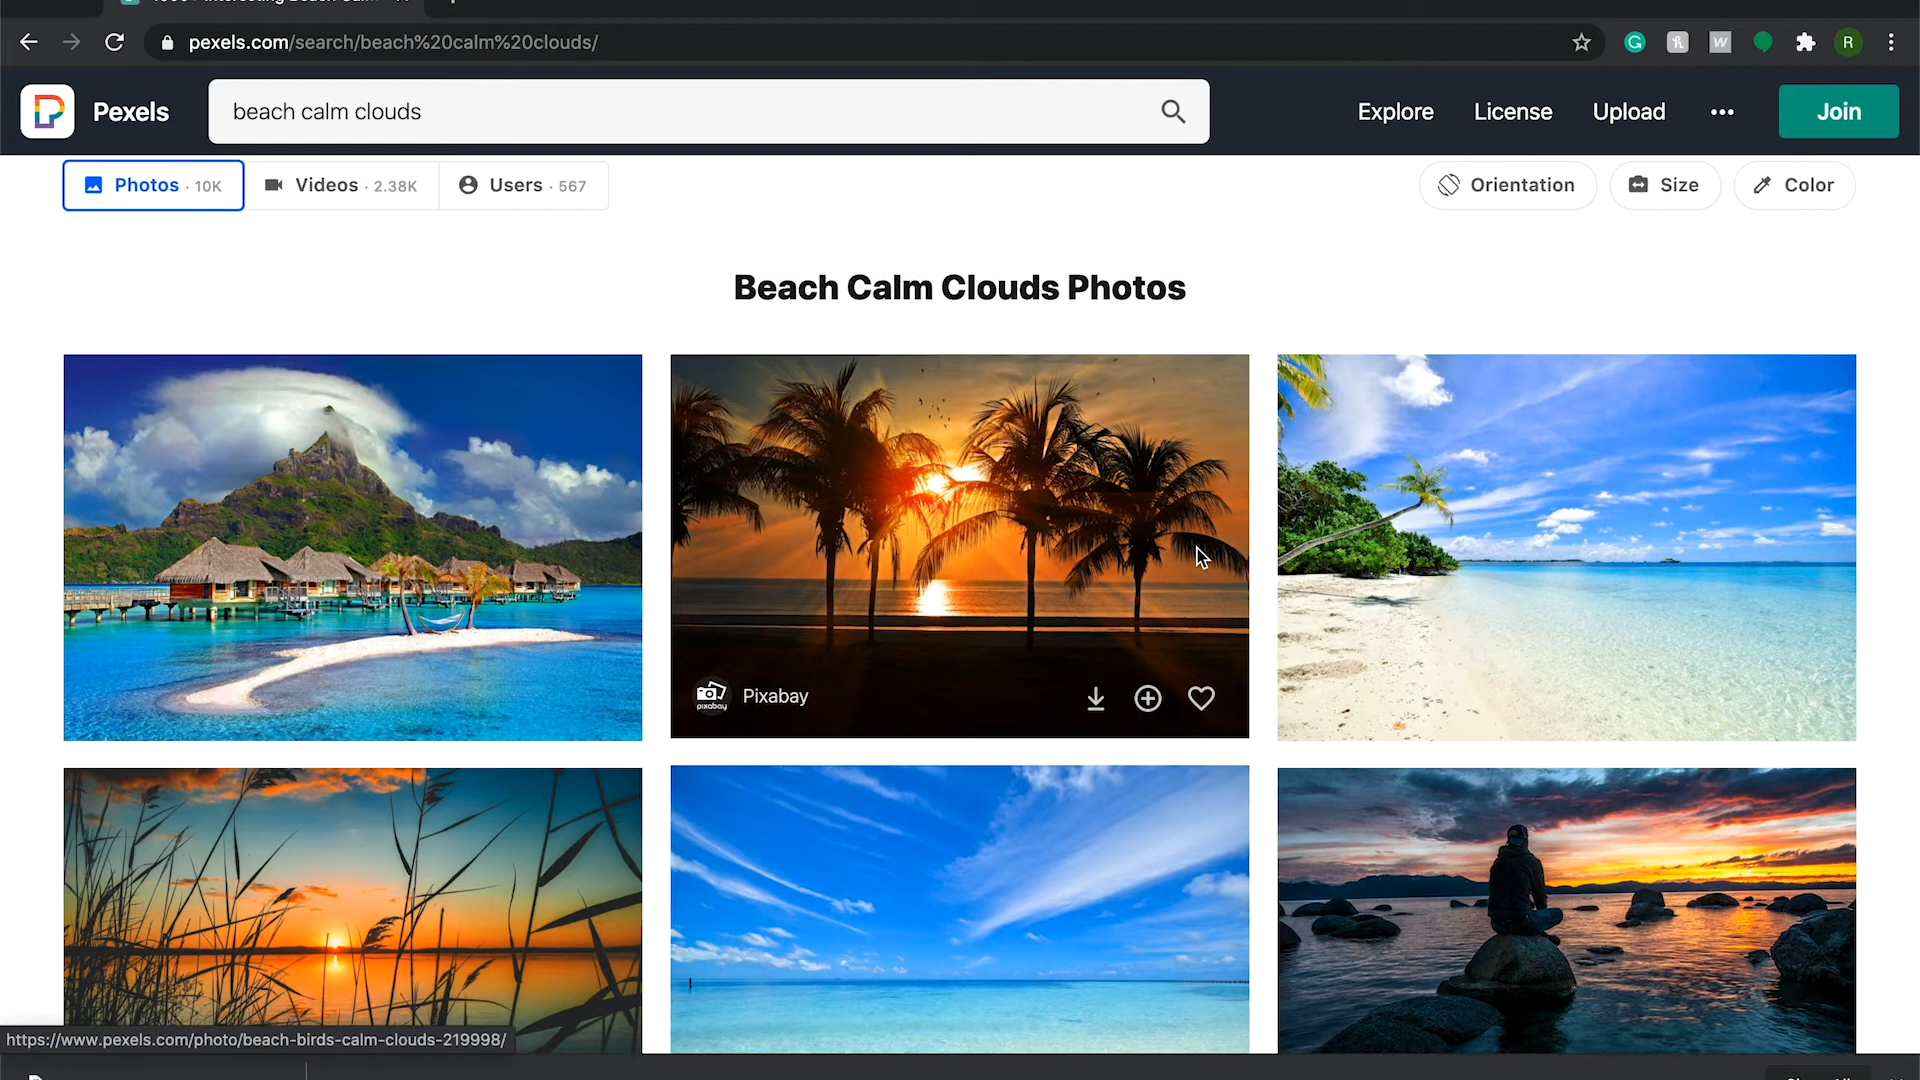 pexels.com/search/beach%20calm%20clouds/
R
Pexels
beach calm clouds
Explore
License
Upload
Join
Photos · 10K
Videos · 2.38K
Users · 567
Orientation
Size
Color
Beach Calm Clouds Photos
pixabay
Pixabay
https://www.pexels.com/photo/beach-birds-calm-clouds-219998/